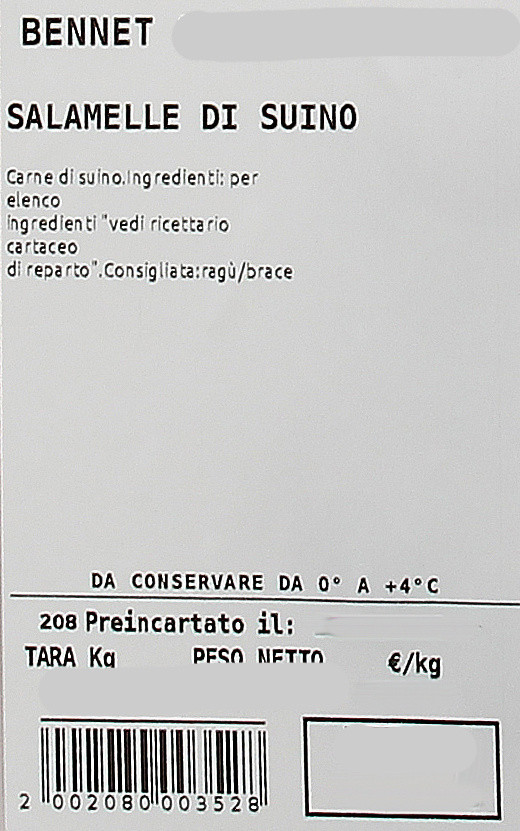 BENNET
SALAMELLE DI SUINO
Carne di suino.Ingredienti: per
elenco
ingredienti "vedi ricettario
cartaceo
di reparto".Consigliata:ragù/brace
DA CONSERVARE DA 0° A +4°C
208 Preincartato il:
TARA Kg PESO NETTO €/kg
2 002080 003528